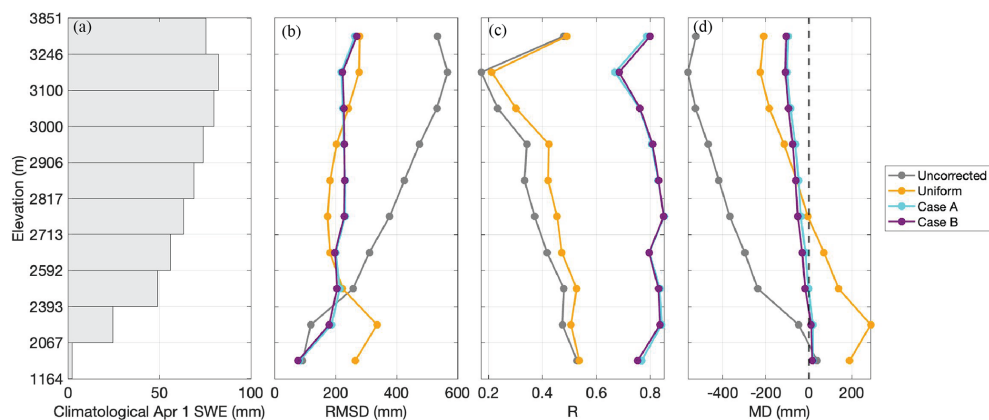 (a)
(b)
(c)
(d)
Elevation (m)
3851
3246
3100
3000
2906
2817
2713
2592
2393
2067
1164
0 50 100
Climatological Apr 1 SWE (mm)
0 200 400 600
RMSD (mm)
0.2 0.4 0.6 0.8
R
-400 -200 0 200
MD (mm)
Uncorrected
Uniform
Case A
Case B